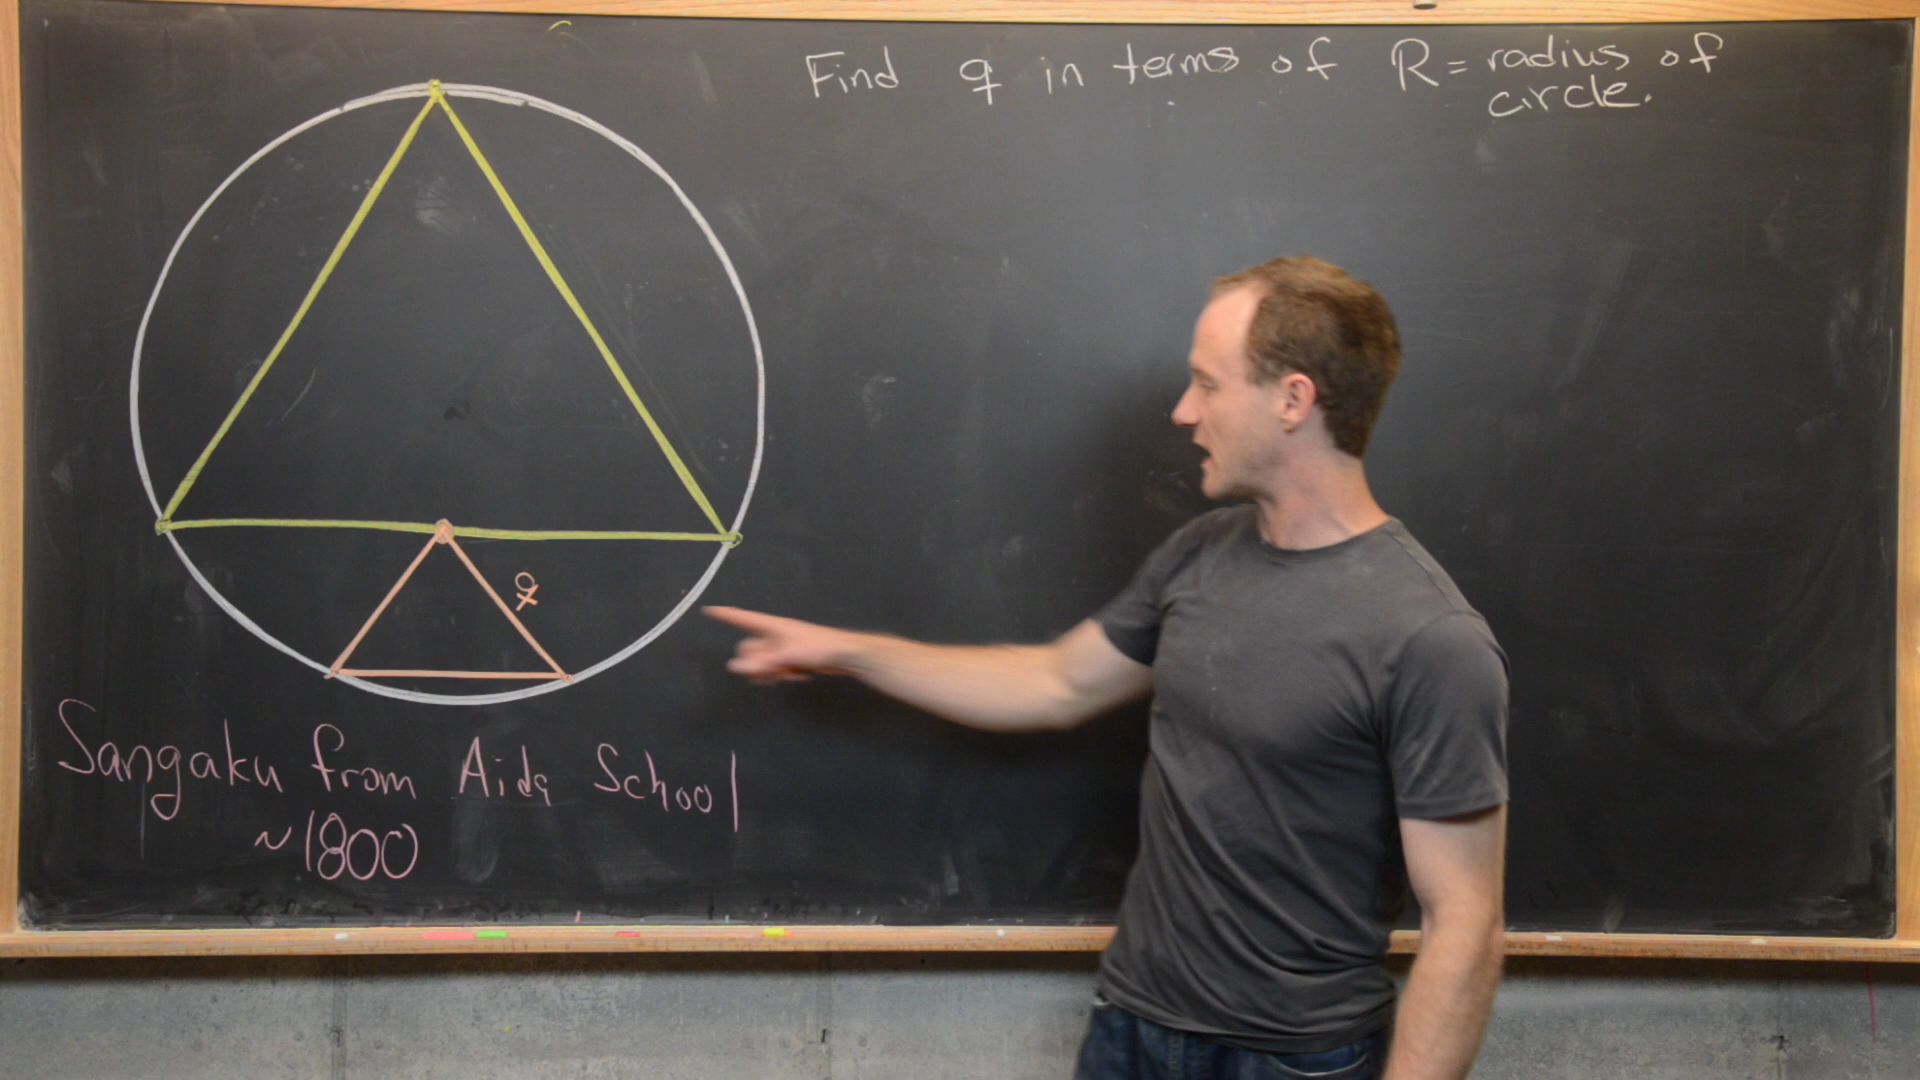 Find q in terms of R = radius of
circle.
q
Sangaku from Aida School
~1800